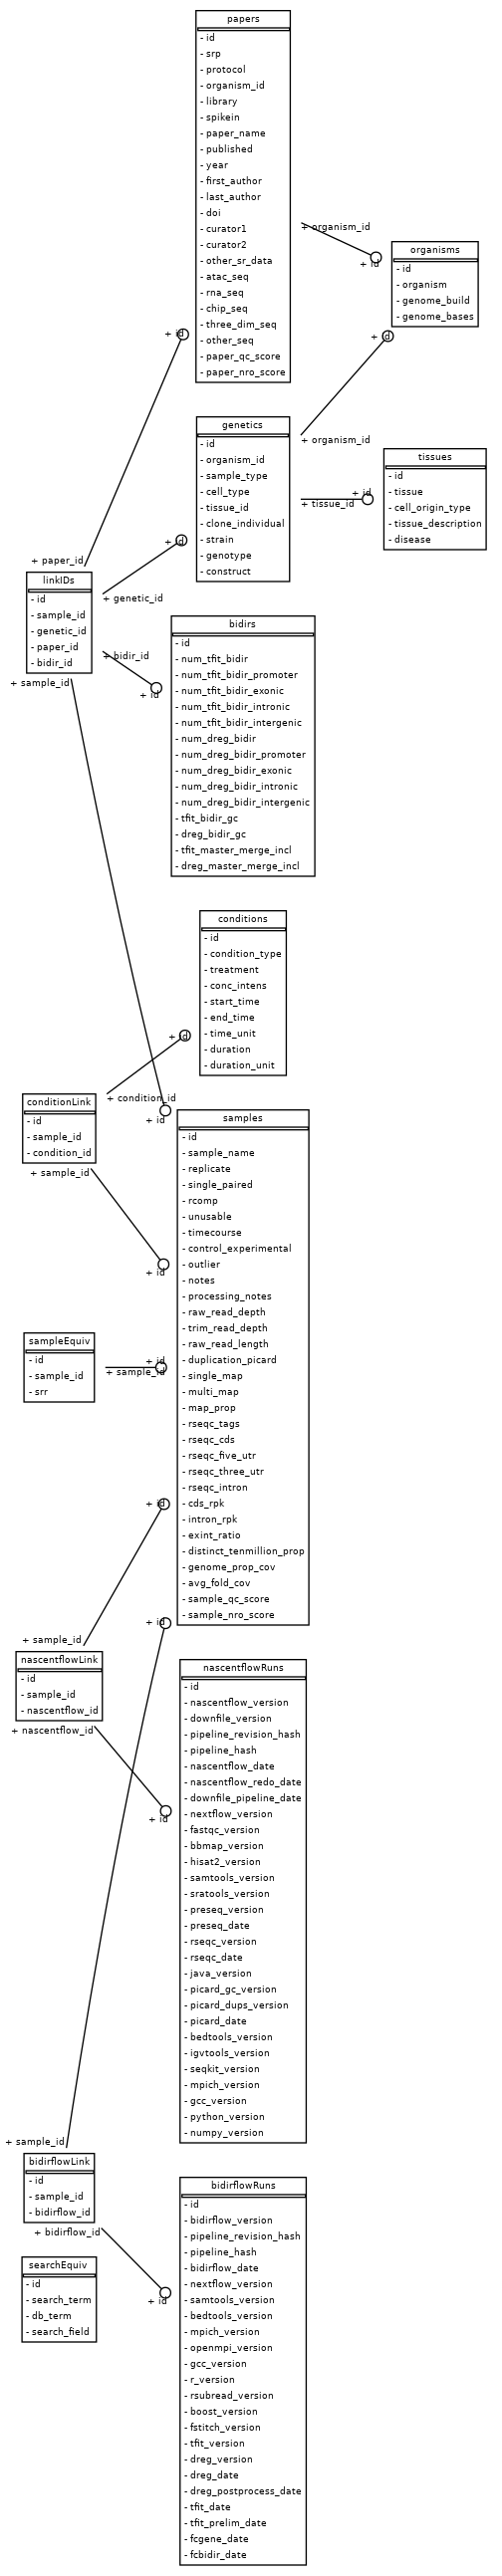 papers
- id
- srp
- protocol
- organism_id
- library
- spikein
- paper_name
- published
- year
- first_author
- last_author
- doi
- curator1
- curator2
- other_sr_data
- atac_seq
- rna_seq
- chip_seq
- three_dim_seq
- other_seq
- paper_qc_score
- paper_nro_score
+ organism_id
+ id
organisms
- id
- organism
- genome_build
- genome_bases
+ id
+ id
genetics
- id
- organism_id
- sample_type
- cell_type
- tissue_id
- clone_individual
- strain
- genotype
- construct
+ organism_id
+ id
+ tissue_id
tissues
- id
- tissue
- cell_origin_type
- tissue_description
- disease
+ id
+ paper_id
linkIDs
- id
- sample_id
- genetic_id
- paper_id
- bidir_id
+ genetic_id
+ bidir_id
+ id
+ sample_id
bidirs
- id
- num_tfit_bidir
- num_tfit_bidir_promoter
- num_tfit_bidir_exonic
- num_tfit_bidir_intronic
- num_tfit_bidir_intergenic
- num_dreg_bidir
- num_dreg_bidir_promoter
- num_dreg_bidir_exonic
- num_dreg_bidir_intronic
- num_dreg_bidir_intergenic
- tfit_bidir_gc
- dreg_bidir_gc
- tfit_master_merge_incl
- dreg_master_merge_incl
conditions
- id
- condition_type
- treatment
- conc_intens
- start_time
- end_time
- time_unit
- duration
- duration_unit
+ id
+ condition_id
+ id
conditionLink
- id
- sample_id
- condition_id
+ sample_id
+ id
samples
- id
- sample_name
- replicate
- single_paired
- rcomp
- unusable
- timecourse
- control_experimental
- outlier
- notes
- processing_notes
- raw_read_depth
- trim_read_depth
- raw_read_length
- duplication_picard
- single_map
- multi_map
- map_prop
- rseqc_tags
- rseqc_cds
- rseqc_five_utr
- rseqc_three_utr
- rseqc_intron
- cds_rpk
- intron_rpk
- exint_ratio
- distinct_tenmillion_prop
- genome_prop_cov
- avg_fold_cov
- sample_qc_score
- sample_nro_score
sampleEquiv
- id
- sample_id
- srr
+ id
+ sample_id
+ id
+ id
+ sample_id
nascentflowLink
- id
- sample_id
- nascentflow_id
+ nascentflow_id
+ id
nascentflowRuns
- id
- nascentflow_version
- downfile_version
- pipeline_revision_hash
- pipeline_hash
- nascentflow_date
- nascentflow_redo_date
- downfile_pipeline_date
- nextflow_version
- fastqc_version
- bbmap_version
- hisat2_version
- samtools_version
- sratools_version
- preseq_version
- preseq_date
- rseqc_version
- rseqc_date
- java_version
- picard_gc_version
- picard_dups_version
- picard_date
- bedtools_version
- igvtools_version
- seqkit_version
- mpich_version
- gcc_version
- python_version
- numpy_version
+ sample_id
bidirflowLink
- id
- sample_id
- bidirflow_id
+ bidirflow_id
+ id
searchEquiv
- id
- search_term
- db_term
- search_field
bidirflowRuns
- id
- bidirflow_version
- pipeline_revision_hash
- pipeline_hash
- bidirflow_date
- nextflow_version
- samtools_version
- bedtools_version
- mpich_version
- openmpi_version
- gcc_version
- r_version
- rsubread_version
- boost_version
- fstitch_version
- tfit_version
- dreg_version
- dreg_date
- dreg_postprocess_date
- tfit_date
- tfit_prelim_date
- fcgene_date
- fcbidir_date